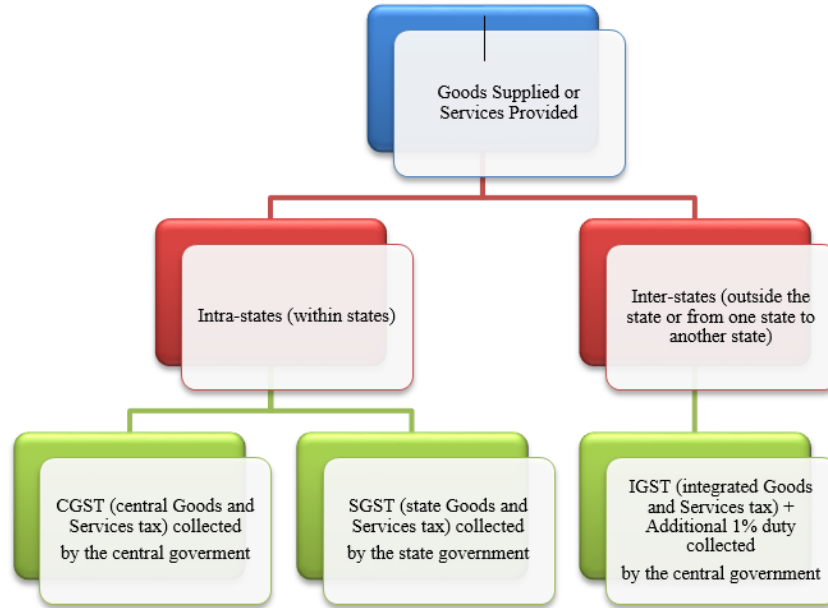 Goods Supplied or
Services Provided
Intra-states (within states)
Inter-states (outside the
state or from one state to
another state)
CGST (central Goods and
Services tax) collected
by the central goverment
SGST (state Goods and
Services tax) collected
by the state government
IGST (integrated Goods
and Services tax) +
Additional 1% duty
collected
by the central government